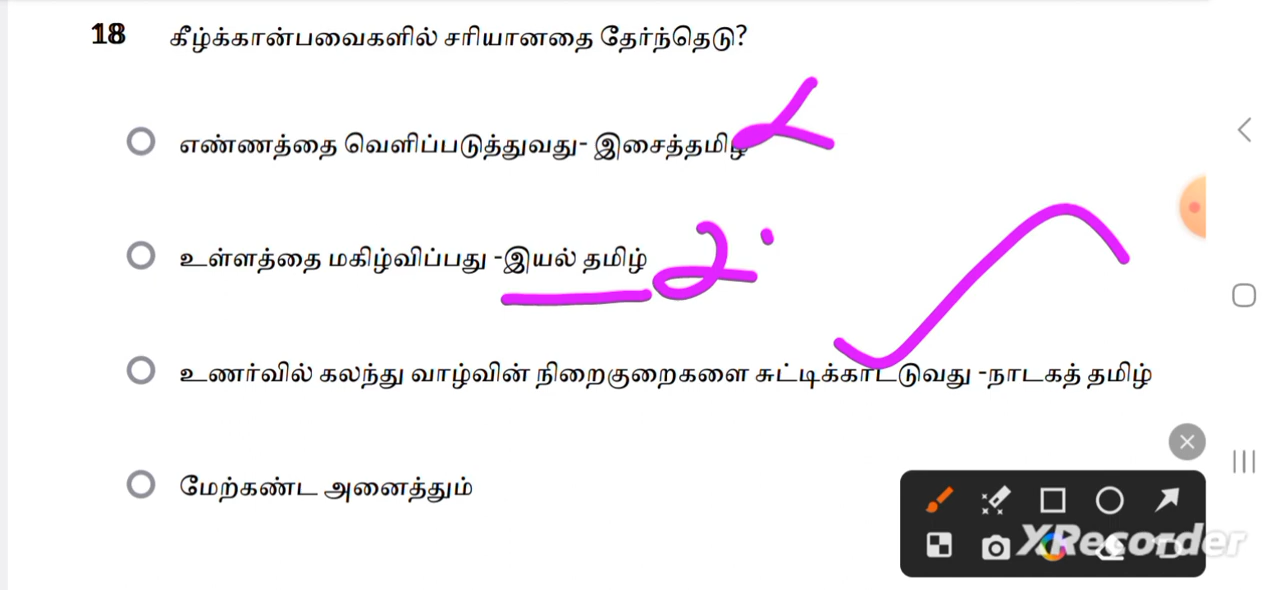 18 கீழ்க்கான்பவைகளில் சரியானதை தேர்ந்தெடு?
எண்ணத்தை வெளிப்படுத்துவது- இசைத்தமிழ்
உள்ளத்தை மகிழ்விப்பது -இயல் தமிழ் 2
உணர்வில் கலந்து வாழ்வின் நிறைகுறைகளை சுட்டிக்காட்டுவது -நாடகத் தமிழ்
மேற்கண்ட அனைத்தும்
XRecorder